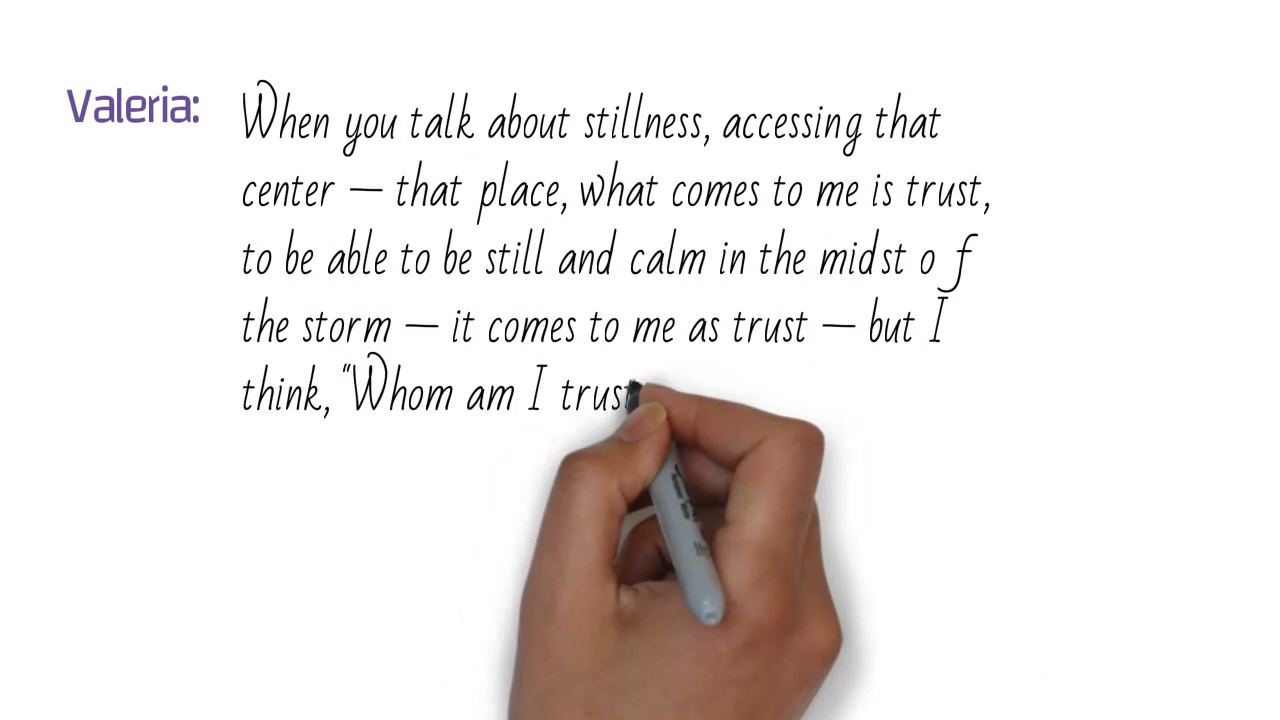 Valeria: When you talk about stillness, accessing that
center — that place, what comes to me is trust,
to be able to be still and calm in the midst o f
the storm — it comes to me as trust — but I
think, "Whom am I trust